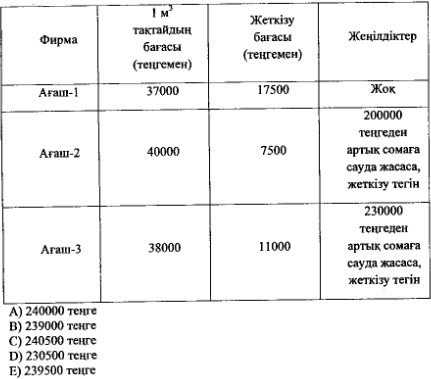 Фирма
1 м³
тақтайдың
бағасы
(теңгемен)
Жеткізу
бағасы
(теңгемен)
Жеңілдіктер
Ағаш-1
37000
17500
Жоқ
Ағаш-2
40000
7500
200000
теңгеден
артық сомаға
сауда жасаса,
жеткізу тегін
Ағаш-3
38000
11000
230000
теңгеден
артық сомаға
сауда жасаса,
жеткізу тегін
A) 240000 теңге
B) 239000 теңге
C) 240500 теңге
D) 230500 теңге
E) 239500 теңге